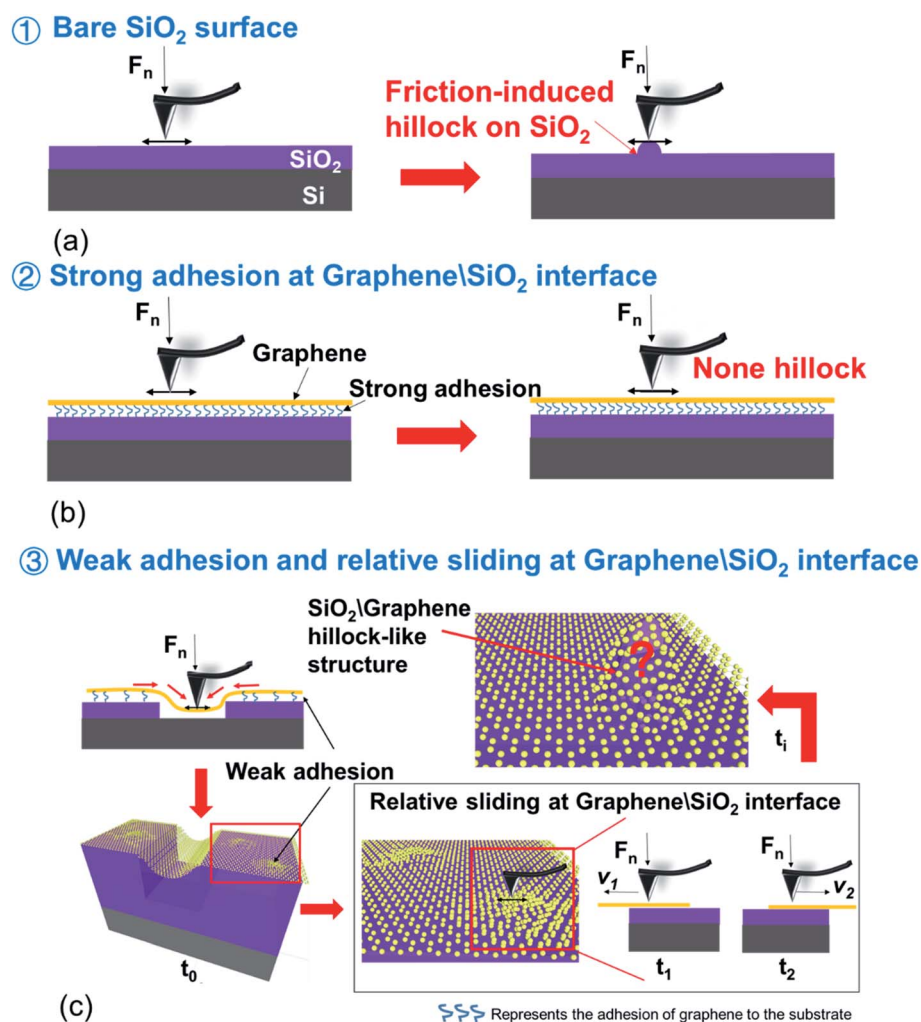 ① Bare SiO₂ surface
Fₙ
Fₙ
Friction-induced
hillock on SiO₂
SiO₂
Si
(a)
② Strong adhesion at Graphene\SiO₂ interface
Fₙ
Fₙ
Graphene
Strong adhesion
None hillock
(b)
③ Weak adhesion and relative sliding at Graphene\SiO₂ interface
SiO₂\Graphene
hillock-like
structure
Fₙ
?
tᵢ
Weak adhesion
Relative sliding at Graphene\SiO₂ interface
Fₙ
Fₙ
v₁
v₂
t₀
t₁
t₂
(c)
Represents the adhesion of graphene to the substrate